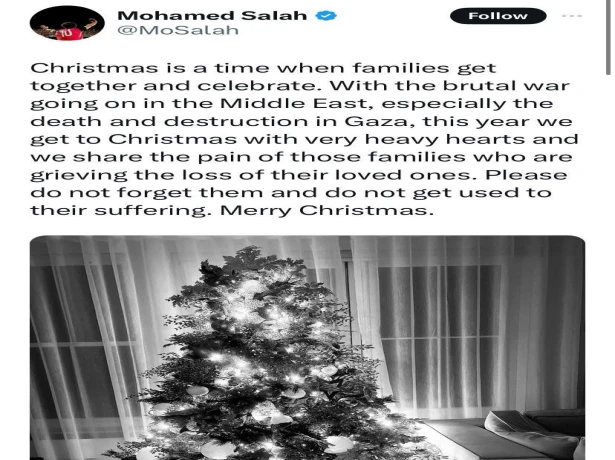 Mohamed Salah
Follow
@MoSalah
Christmas is a time when families get
together and celebrate. With the brutal war
going on in the Middle East, especially the
death and destruction in Gaza, this year we
get to Christmas with very heavy hearts and
we share the pain of those families who are
grieving the loss of their loved ones. Please
do not forget them and do not get used to
their suffering. Merry Christmas.